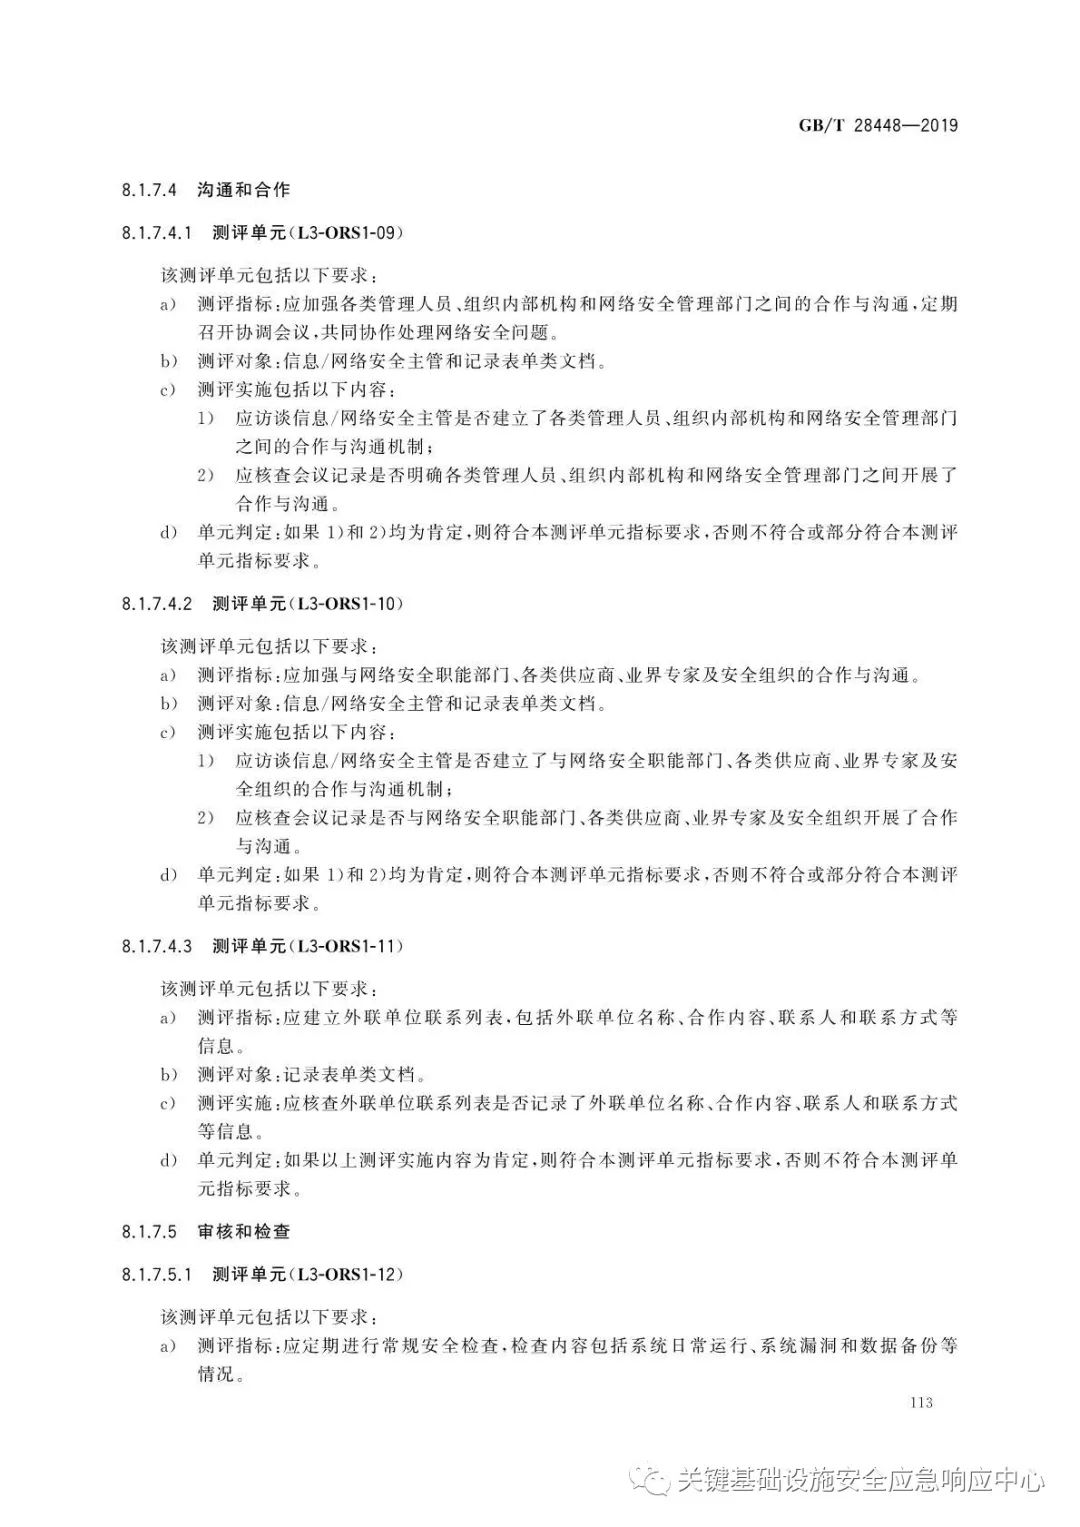 GB/T 28448—2019
8.1.7.4 沟通和合作
8.1.7.4.1 测评单元(L3-ORS1-09)
该测评单元包括以下要求:
a) 测评指标:应加强各类管理人员、组织内部机构和网络安全管理部门之间的合作与沟通,定期
召开协调会议,共同协作处理网络安全问题。
b) 测评对象:信息/网络安全主管和记录表单类文档。
c) 测评实施包括以下内容:
1) 应访谈信息/网络安全主管是否建立了各类管理人员、组织内部机构和网络安全管理部门
之间的合作与沟通机制;
2) 应核查会议记录是否明确各类管理人员、组织内部机构和网络安全管理部门之间开展了
合作与沟通。
d) 单元判定:如果 1)和 2)均为肯定,则符合本测评单元指标要求,否则不符合或部分符合本测评
单元指标要求。
8.1.7.4.2 测评单元(L3-ORS1-10)
该测评单元包括以下要求:
a) 测评指标:应加强与网络安全职能部门、各类供应商、业界专家及安全组织的合作与沟通。
b) 测评对象:信息/网络安全主管和记录表单类文档。
c) 测评实施包括以下内容:
1) 应访谈信息/网络安全主管是否建立了与网络安全职能部门、各类供应商、业界专家及安
全组织的合作与沟通机制;
2) 应核查会议记录是否与网络安全职能部门、各类供应商、业界专家及安全组织开展了合作
与沟通。
d) 单元判定:如果 1)和 2)均为肯定,则符合本测评单元指标要求,否则不符合或部分符合本测评
单元指标要求。
8.1.7.4.3 测评单元(L3-ORS1-11)
该测评单元包括以下要求:
a) 测评指标:应建立外联单位联系列表,包括外联单位名称、合作内容、联系人和联系方式等
信息。
b) 测评对象:记录表单类文档。
c) 测评实施:应核查外联单位联系列表是否记录了外联单位名称、合作内容、联系人和联系方式
等信息。
d) 单元判定:如果以上测评实施内容为肯定,则符合本测评单元指标要求,否则不符合本测评单
元指标要求。
8.1.7.5 审核和检查
8.1.7.5.1 测评单元(L3-ORS1-12)
该测评单元包括以下要求:
a) 测评指标:应定期进行常规安全检查,检查内容包括系统日常运行、系统漏洞和数据备份等
情况。
113
关键基础设施安全应急响应中心